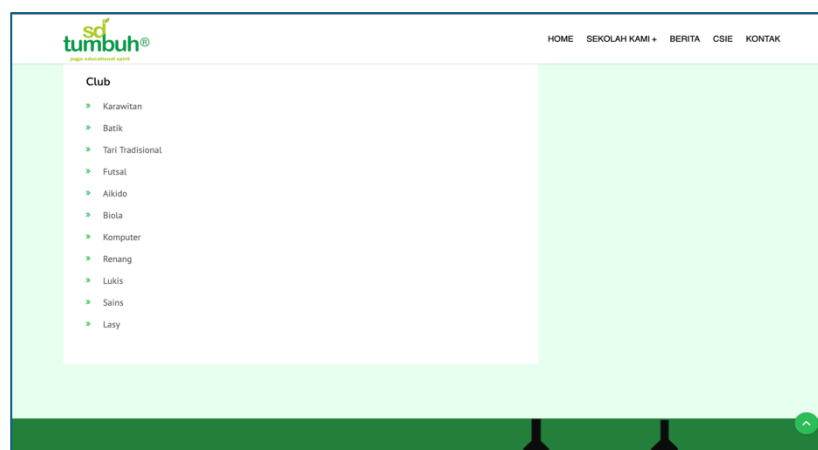 sd
tumbuh®
jogja educational spirit
HOME SEKOLAH KAMI + BERITA CSIE KONTAK
Club
» Karawitan
» Batik
» Tari Tradisional
» Futsal
» Aikido
» Biola
» Komputer
» Renang
» Lukis
» Sains
» Lasy